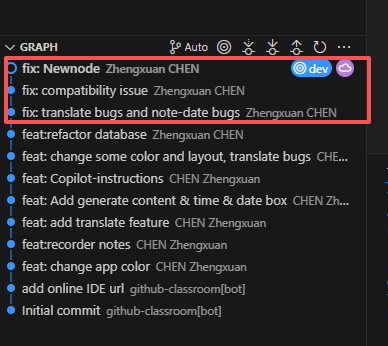 GRAPH Auto
fix: Newnode Zhengxuan CHEN dev
fix: compatibility issue Zhengxuan CHEN
fix: translate bugs and note-date bugs Zhengxuan CHEN
feat:refactor database CHEN Zhengxuan
feat: change some color and layout, translate bugs CHE...
feat: Copilot-instructions CHEN Zhengxuan
feat: Add generate content & time & date box CHEN Zh...
feat: add translate feature CHEN Zhengxuan
feat:recorder notes CHEN Zhengxuan
feat: change app color CHEN Zhengxuan
add online IDE url github-classroom[bot]
Initial commit github-classroom[bot]